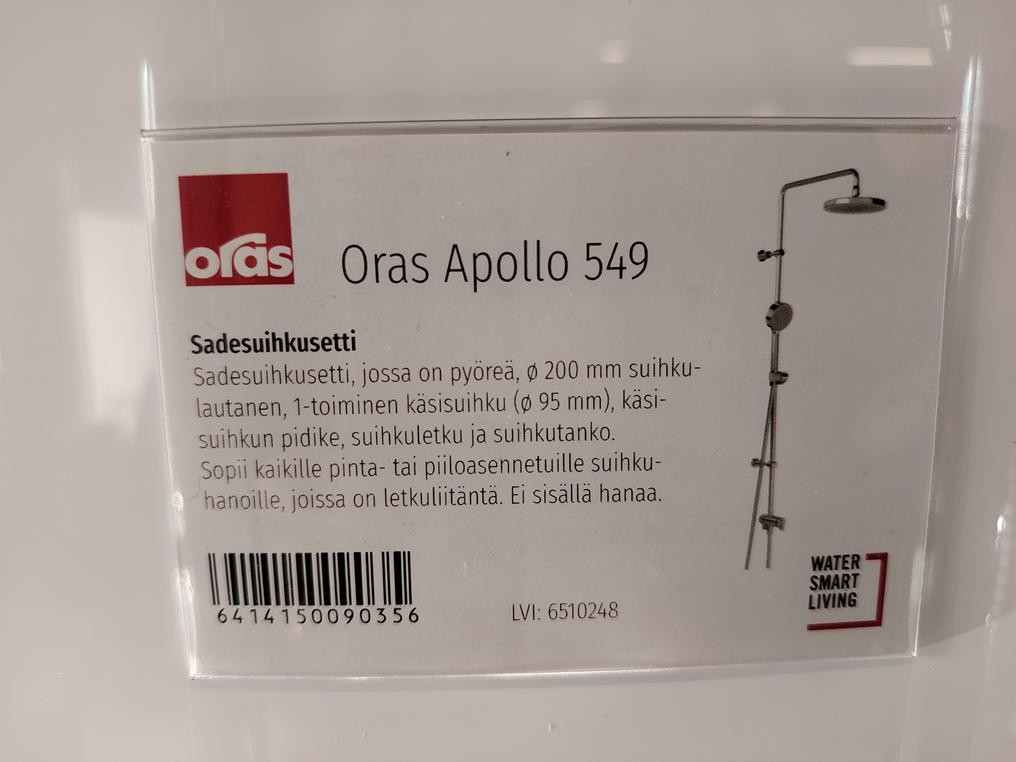 oras
Oras Apollo 549
Sadesuihkusetti
Sadesuihkusetti, jossa on pyöreä, ø 200 mm suihku-
lautanen, 1-toiminen käsisuihku (ø 95 mm), käsi-
suihkun pidike, suihkuletku ja suihkutanko.
Sopii kaikille pinta- tai piiloasennetuille suihku-
hanoille, joissa on letkuliitäntä. Ei sisällä hanaa.
6414150090356
LVI: 6510248
WATER
SMART
LIVING